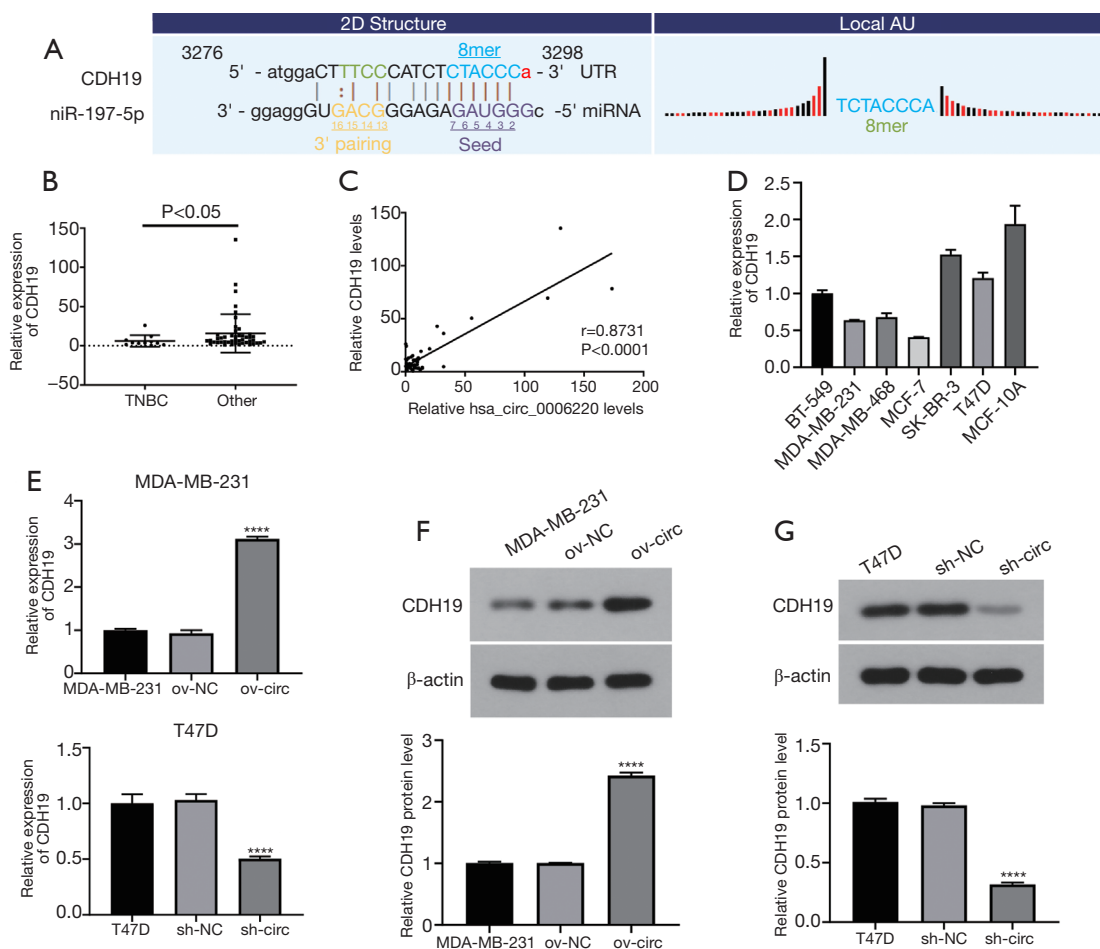 A
2D Structure
Local AU
3276
8mer
3298
CDH19
5' - atggaCTTTCCCATCTCTACCCa - 3' UTR
niR-197-5p
3' - ggaggGUGACGGGAGAGAUGGGc -5' miRNA
16 15 14 13
7 6 5 4 3 2
3' pairing
Seed
TCTACCCA
8mer
B
P<0.05
Relative expression
of CDH19
150
100
50
0
−50
TNBC
Other
C
Relative CDH19 levels
150
100
50
0
r=0.8731
P<0.0001
0
50
100
150
200
Relative hsa_circ_0006220 levels
D
Relative expression
of CDH19
2.5
2.0
1.5
1.0
0.5
0.0
BT-549
MDA-MB-231
MDA-MB-468
MCF-7
SK-BR-3
T47D
MCF-10A
E
MDA-MB-231
Relative expression
of CDH19
4
3
2
1
0
****
MDA-MB-231
ov-NC
ov-circ
T47D
Relative expression
of CDH19
1.5
1.0
0.5
0.0
****
T47D
sh-NC
sh-circ
F
MDA-MB-231
ov-NC
ov-circ
CDH19
β-actin
Relative CDH19 protein level
3
2
1
0
****
MDA-MB-231
ov-NC
ov-circ
G
T47D
sh-NC
sh-circ
CDH19
β-actin
Relative CDH19 protein level
1.5
1.0
0.5
0.0
****
T47D
sh-NC
sh-circ